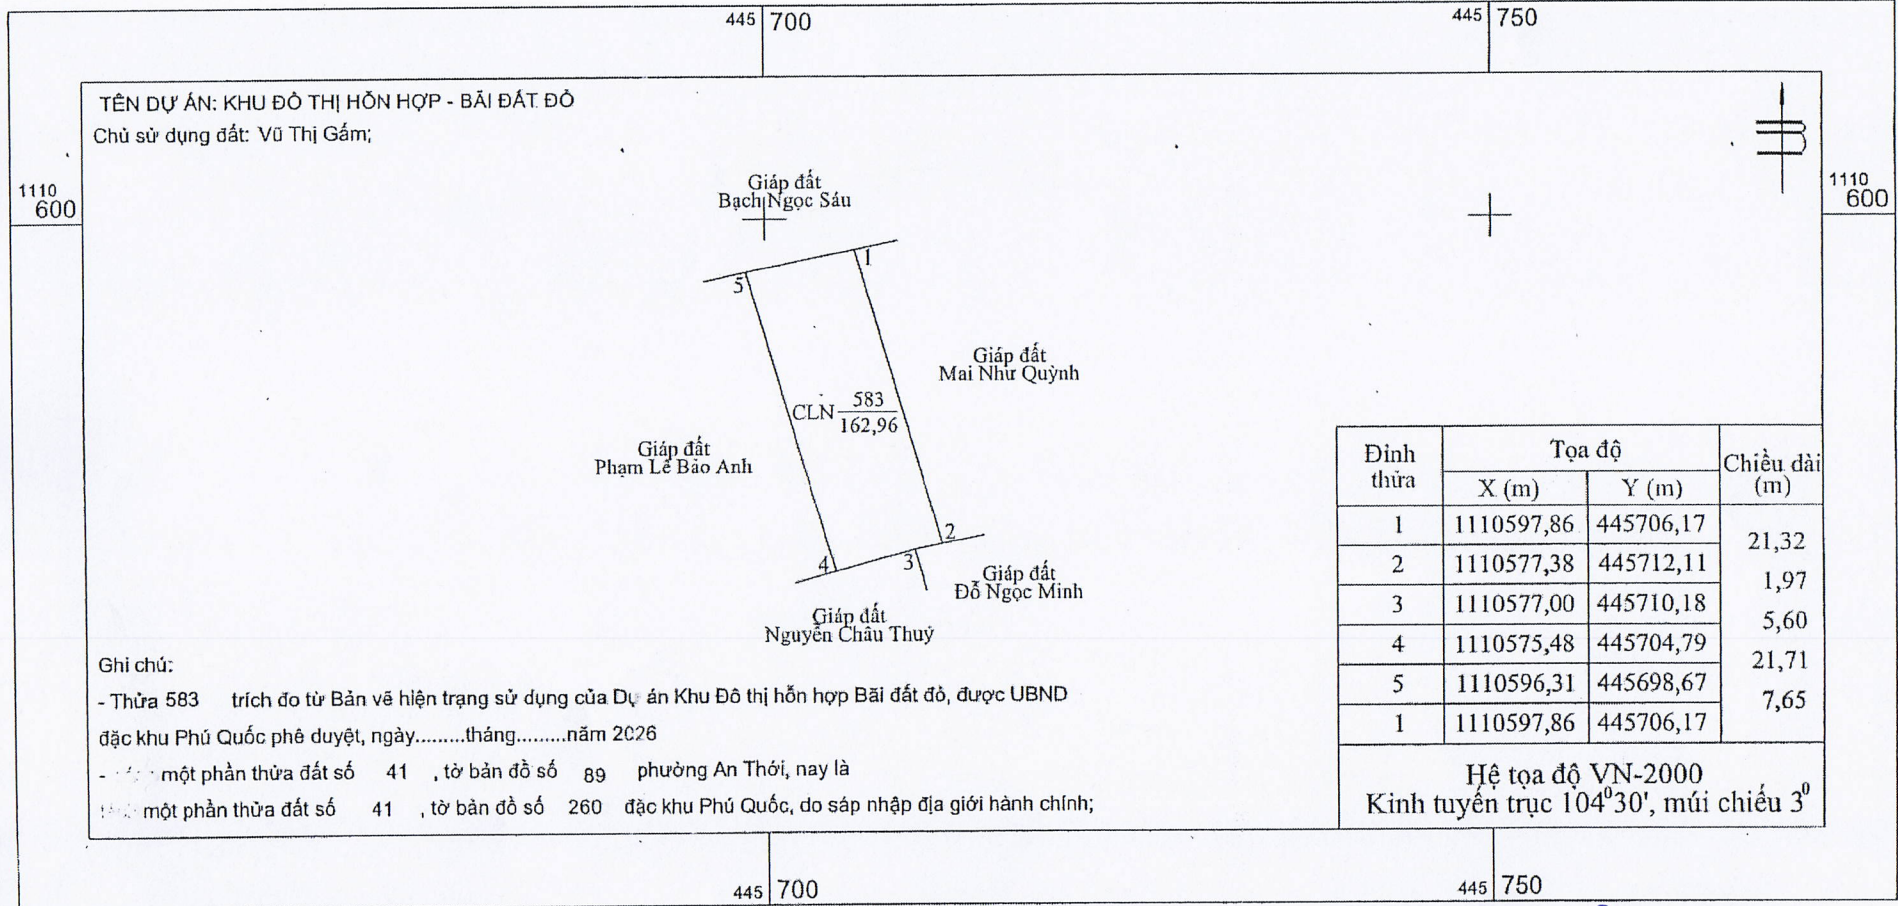 445 700
445 750
TÊN DỰ ÁN: KHU ĐÔ THỊ HỖN HỢP - BÃI ĐẤT ĐỎ
Chủ sử dụng đất: Vũ Thị Gấm;
1110
600
1110
600
Giáp đất
Bạch Ngọc Sáu
1
5
Giáp đất
Mai Như Quỳnh
CLN 583
162,96
Giáp đất
Phạm Lê Bảo Anh
2
3
4
Giáp đất
Đỗ Ngọc Minh
Giáp đất
Nguyễn Châu Thuỷ
Đỉnh thửa Tọa độ Chiều dài (m)
X (m) Y (m)
1 1110597,86 445706,17
21,32
2 1110577,38 445712,11
1,97
3 1110577,00 445710,18
5,60
4 1110575,48 445704,79
21,71
5 1110596,31 445698,67
7,65
1 1110597,86 445706,17
Hệ tọa độ VN-2000
Kinh tuyến trục 104⁰30', múi chiếu 3⁰
Ghi chú:
- Thửa 583 trích đo từ Bản vẽ hiện trạng sử dụng của Dự án Khu Đô thị hỗn hợp Bãi đất đỏ, được UBND
đặc khu Phú Quốc phê duyệt, ngày.........tháng.........năm 2026
- một phần thửa đất số 41 , tờ bản đồ số 89 phường An Thới, nay là
một phần thửa đất số 41 , tờ bản đồ số 260 đặc khu Phú Quốc, do sáp nhập địa giới hành chính;
445 700
445 750